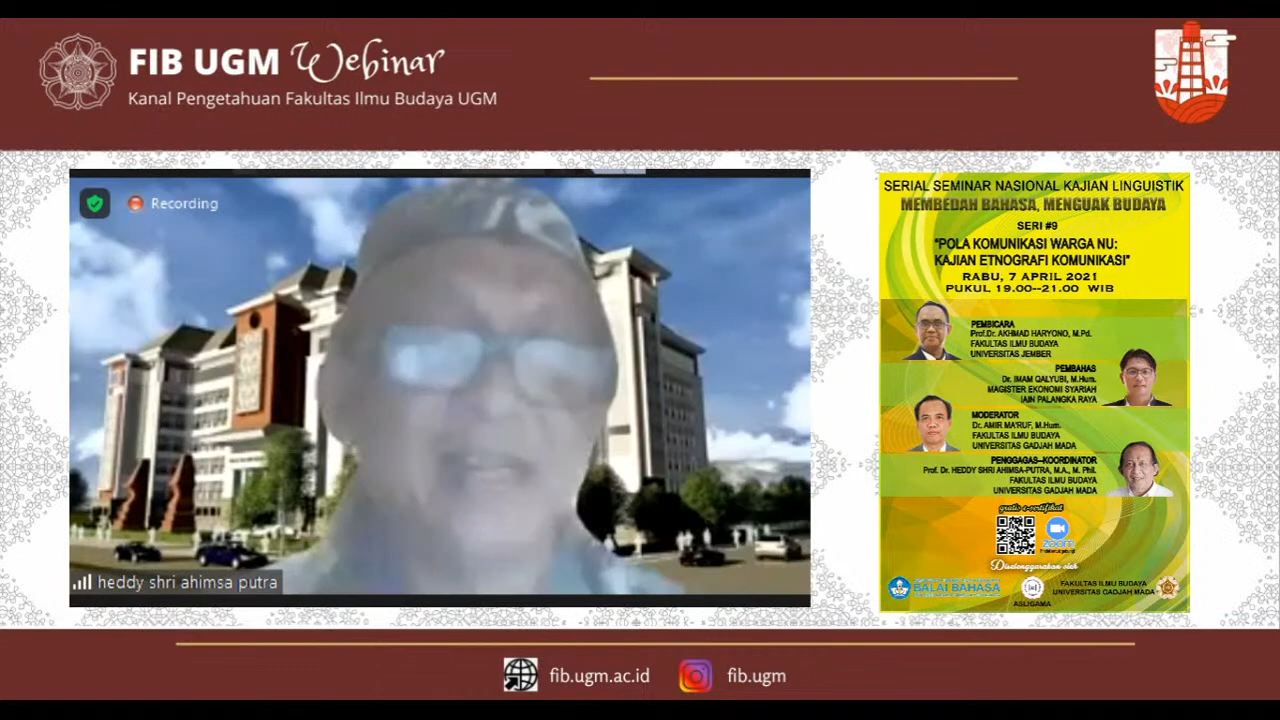 FIB UGM Webinar
Kanal Pengetahuan Fakultas Ilmu Budaya UGM
Recording
heddy shri ahimsa putra
SERIAL SEMINAR NASIONAL KAJIAN LINGUISTIK
MEMBEDAH BAHASA, MENGUAK BUDAYA
SERI #9
"POLA KOMUNIKASI WARGA NU:
KAJIAN ETNOGRAFI KOMUNIKASI"
RABU, 7 APRIL 2021
PUKUL 19.00--21.00 WIB
PEMBICARA
Prof.Dr. AKHMAD HARYONO, M.Pd.
FAKULTAS ILMU BUDAYA
UNIVERSITAS JEMBER
PEMBAHAS
Dr. IMAM QALYUBI, M.Hum.
MAGISTER EKONOMI SYARIAH
IAIN PALANGKA RAYA
MODERATOR
Dr. AMIR MA'RUF, M.Hum.
FAKULTAS ILMU BUDAYA
UNIVERSITAS GADJAH MADA
PENGGAGAS--KOORDINATOR
Prof. Dr. HEDDY SHRI AHIMSA-PUTRA, M.A., M. Phil.
FAKULTAS ILMU BUDAYA
UNIVERSITAS GADJAH MADA
gratis e-sertifikat
zoom
Diselenggarakan oleh
BALAI BAHASA
ASLIGAMA
FAKULTAS ILMU BUDAYA
UNIVERSITAS GADJAH MADA
fib.ugm.ac.id
fib.ugm